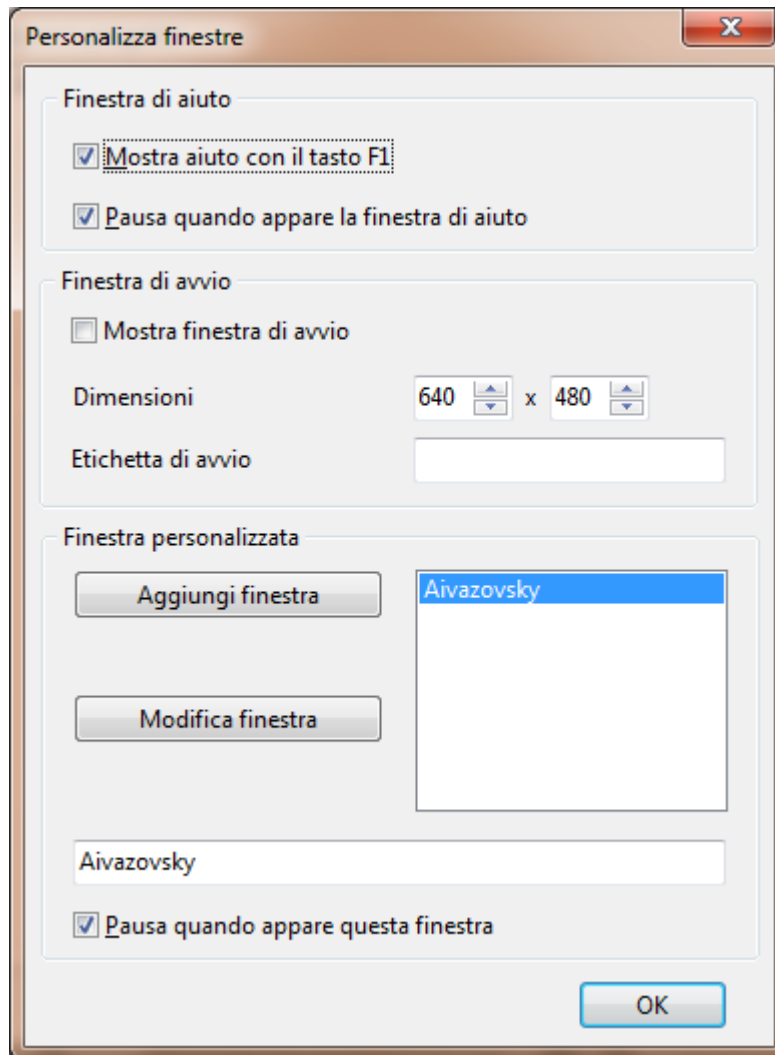 Personalizza finestre
Finestra di aiuto
Mostra aiuto con il tasto F1
Pausa quando appare la finestra di aiuto
Finestra di avvio
Mostra finestra di avvio
Dimensioni 640 x 480
Etichetta di avvio
Finestra personalizzata
Aggiungi finestra Aivazovsky
Modifica finestra
Aivazovsky
Pausa quando appare questa finestra
OK